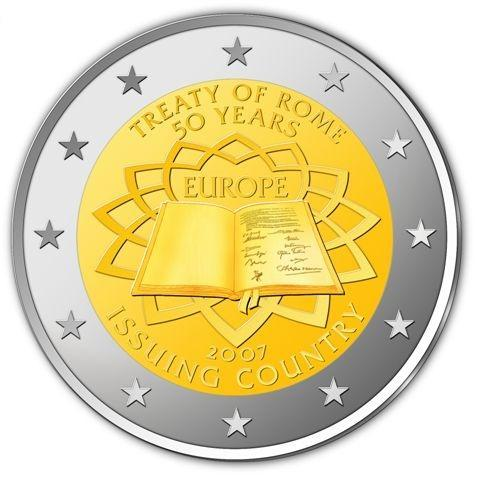 TREATY OF ROME
50 YEARS
EUROPE
2007
ISSUING COUNTRY